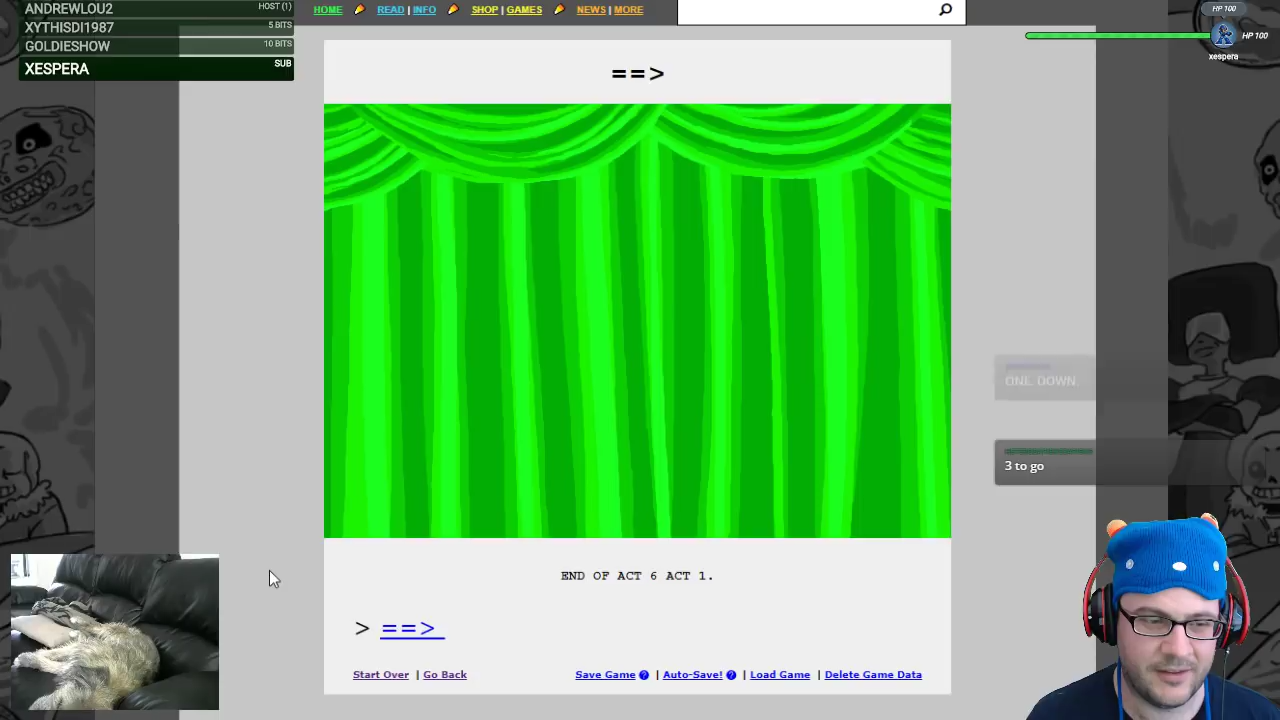 ANDREWLOU2 HOST (1)
XYTHISDI1987 5 BITS
GOLDIESHOW 10 BITS
XESPERA SUB
HOME READ | INFO SHOP | GAMES NEWS | MORE
HP 100
HP 100
xespera
==>
ONE DOWN
3 to go
END OF ACT 6 ACT 1.
> ==>
Start Over | Go Back Save Game ? | Auto-Save! ? | Load Game | Delete Game Data